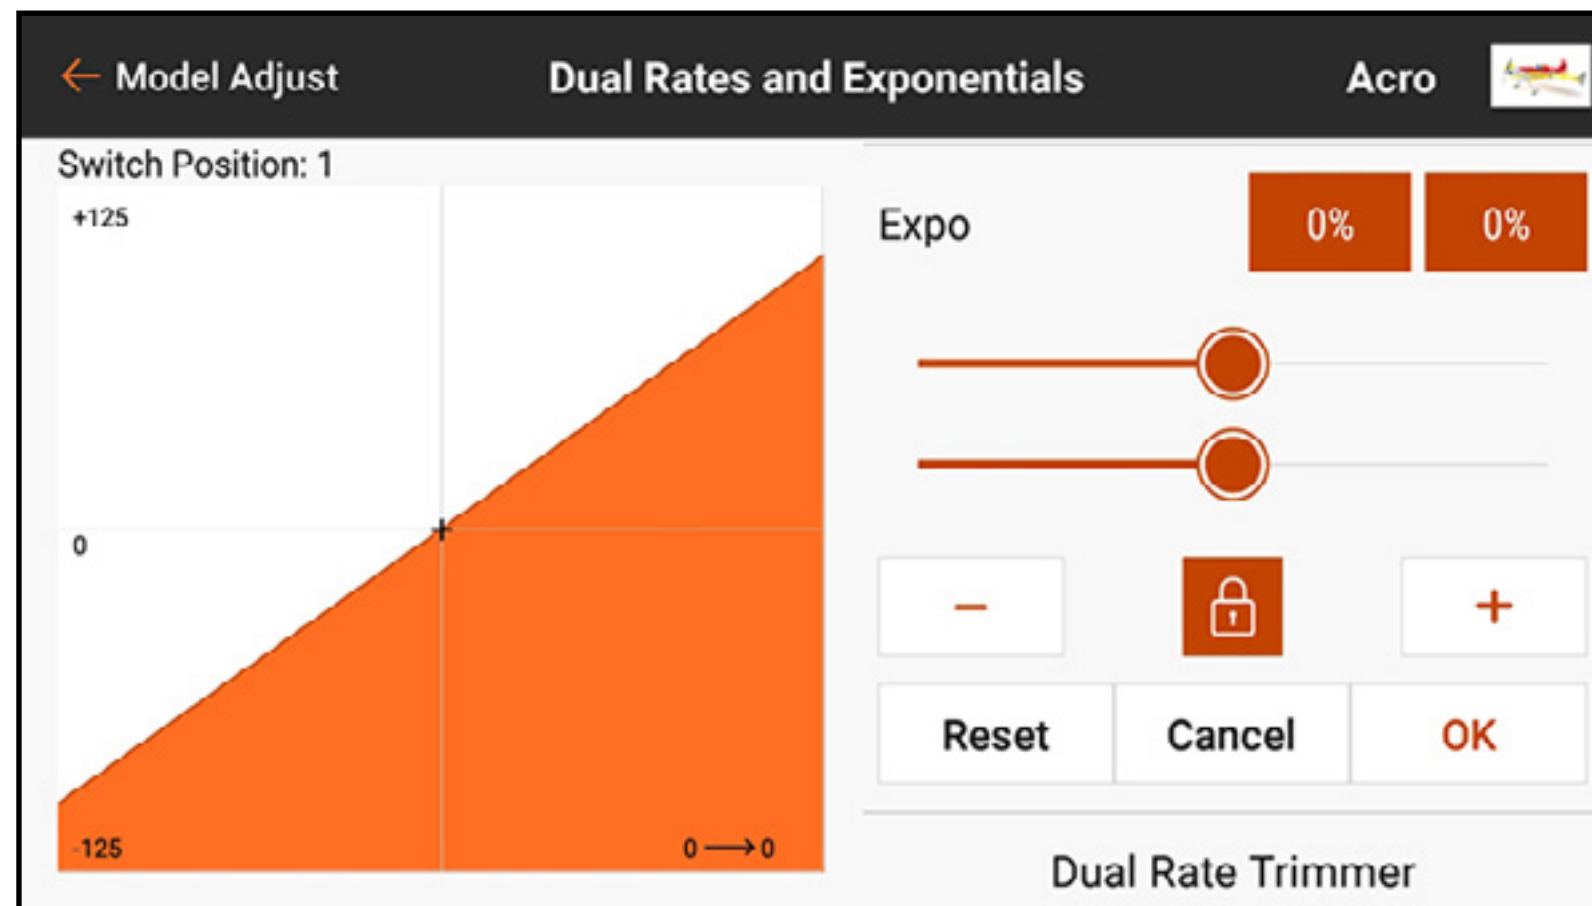 ← Model Adjust
Dual Rates and Exponentials
Acro
Switch Position: 1
+125
0
-125
0 → 0
Expo
0%
0%
−
+
Reset
Cancel
OK
Dual Rate Trimmer